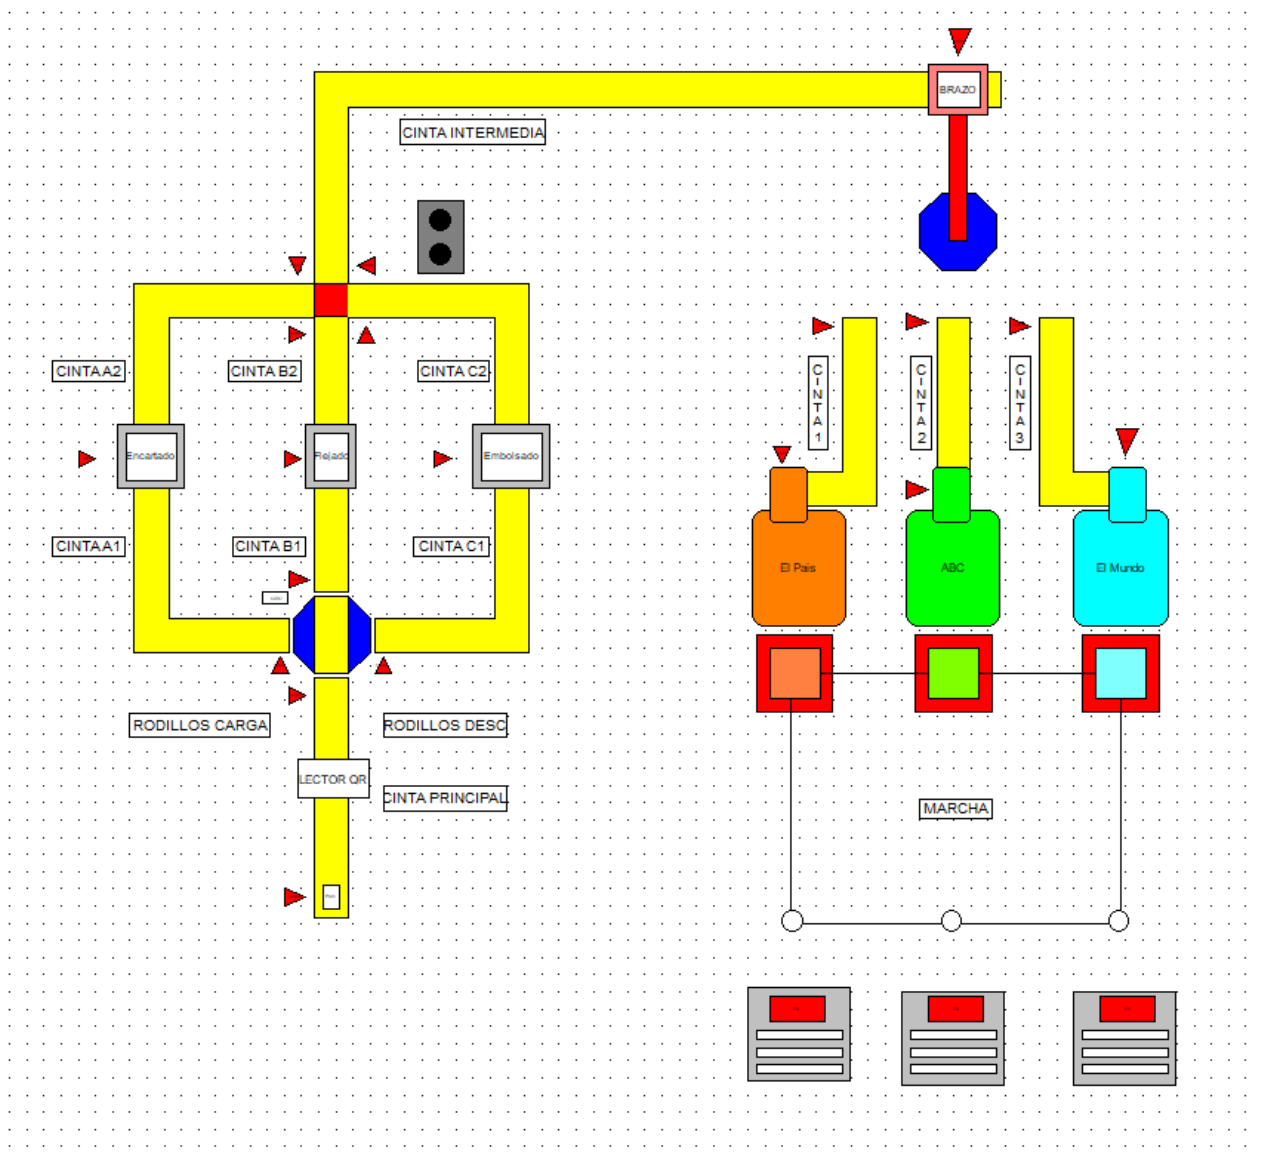 BRAZO
CINTA INTERMEDIA
CINTA A2
CINTA B2
CINTA C2
CINTA 1
CINTA 2
CINTA 3
Encartado
Flejado
Embolsado
CINTA A1
CINTA B1
CINTA C1
El Pais
ABC
El Mundo
RODILLOS CARGA
RODILLOS DESC
LECTOR QR
CINTA PRINCIPAL
MARCHA